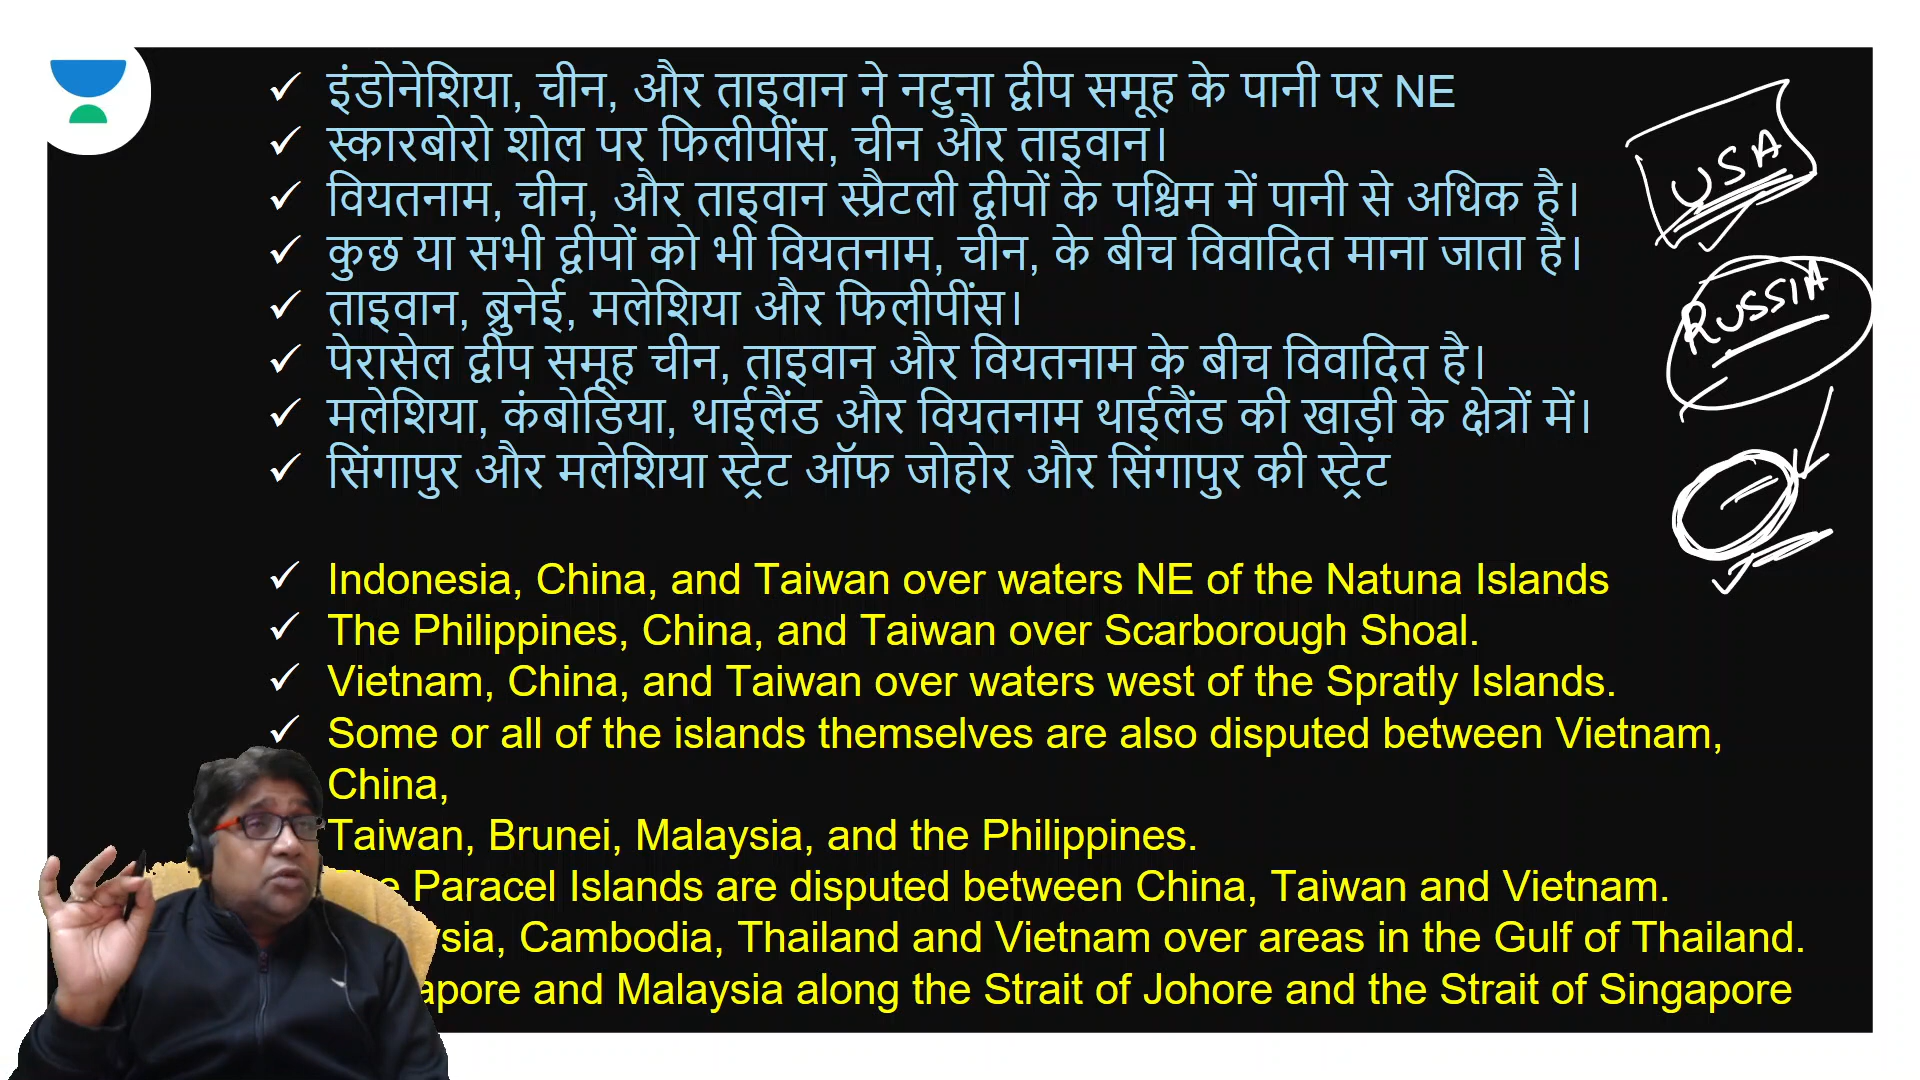 इंडोनेशिया, चीन, और ताइवान ने नटुना द्वीप समूह के पानी पर NE
स्कारबोरो शोल पर फिलीपींस, चीन और ताइवान।
वियतनाम, चीन, और ताइवान स्प्रैटली द्वीपों के पश्चिम में पानी से अधिक है।
कुछ या सभी द्वीपों को भी वियतनाम, चीन, के बीच विवादित माना जाता है।
ताइवान, ब्रुनेई, मलेशिया और फिलीपींस।
पेरासेल द्वीप समूह चीन, ताइवान और वियतनाम के बीच विवादित है।
मलेशिया, कंबोडिया, थाईलैंड और वियतनाम थाईलैंड की खाड़ी के क्षेत्रों में।
सिंगापुर और मलेशिया स्ट्रेट ऑफ जोहोर और सिंगापुर की स्ट्रेट
USA
RUSSIA
Indonesia, China, and Taiwan over waters NE of the Natuna Islands
The Philippines, China, and Taiwan over Scarborough Shoal.
Vietnam, China, and Taiwan over waters west of the Spratly Islands.
Some or all of the islands themselves are also disputed between Vietnam,
China,
Taiwan, Brunei, Malaysia, and the Philippines.
Paracel Islands are disputed between China, Taiwan and Vietnam.
Cambodia, Thailand and Vietnam over areas in the Gulf of Thailand.
and Malaysia along the Strait of Johore and the Strait of Singapore